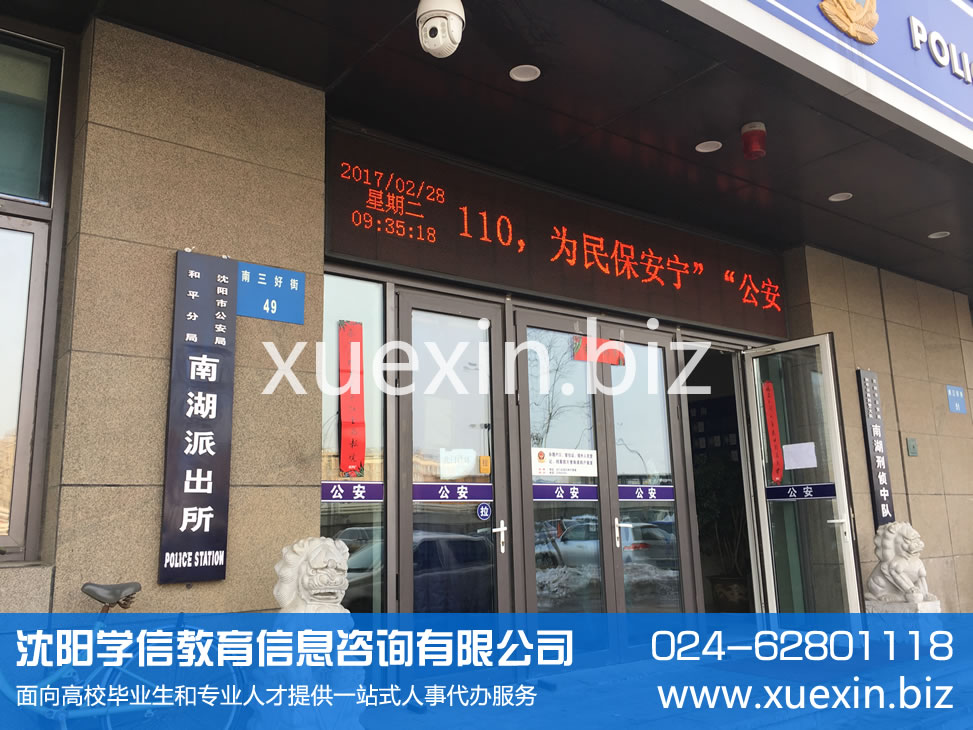 POLIC
2017/02/28
星期二
09:35:18
110，为民保安宁”“公安
沈阳市公安局
和平分局
南湖派出所
POLICE STATION
南三好街
49
xuexin.biz
公安
公安
公安
公安
公安
拉
南湖刑侦中队
沈阳学信教育信息咨询有限公司
024-62801118
面向高校毕业生和专业人才提供一站式人事代办服务
www.xuexin.biz